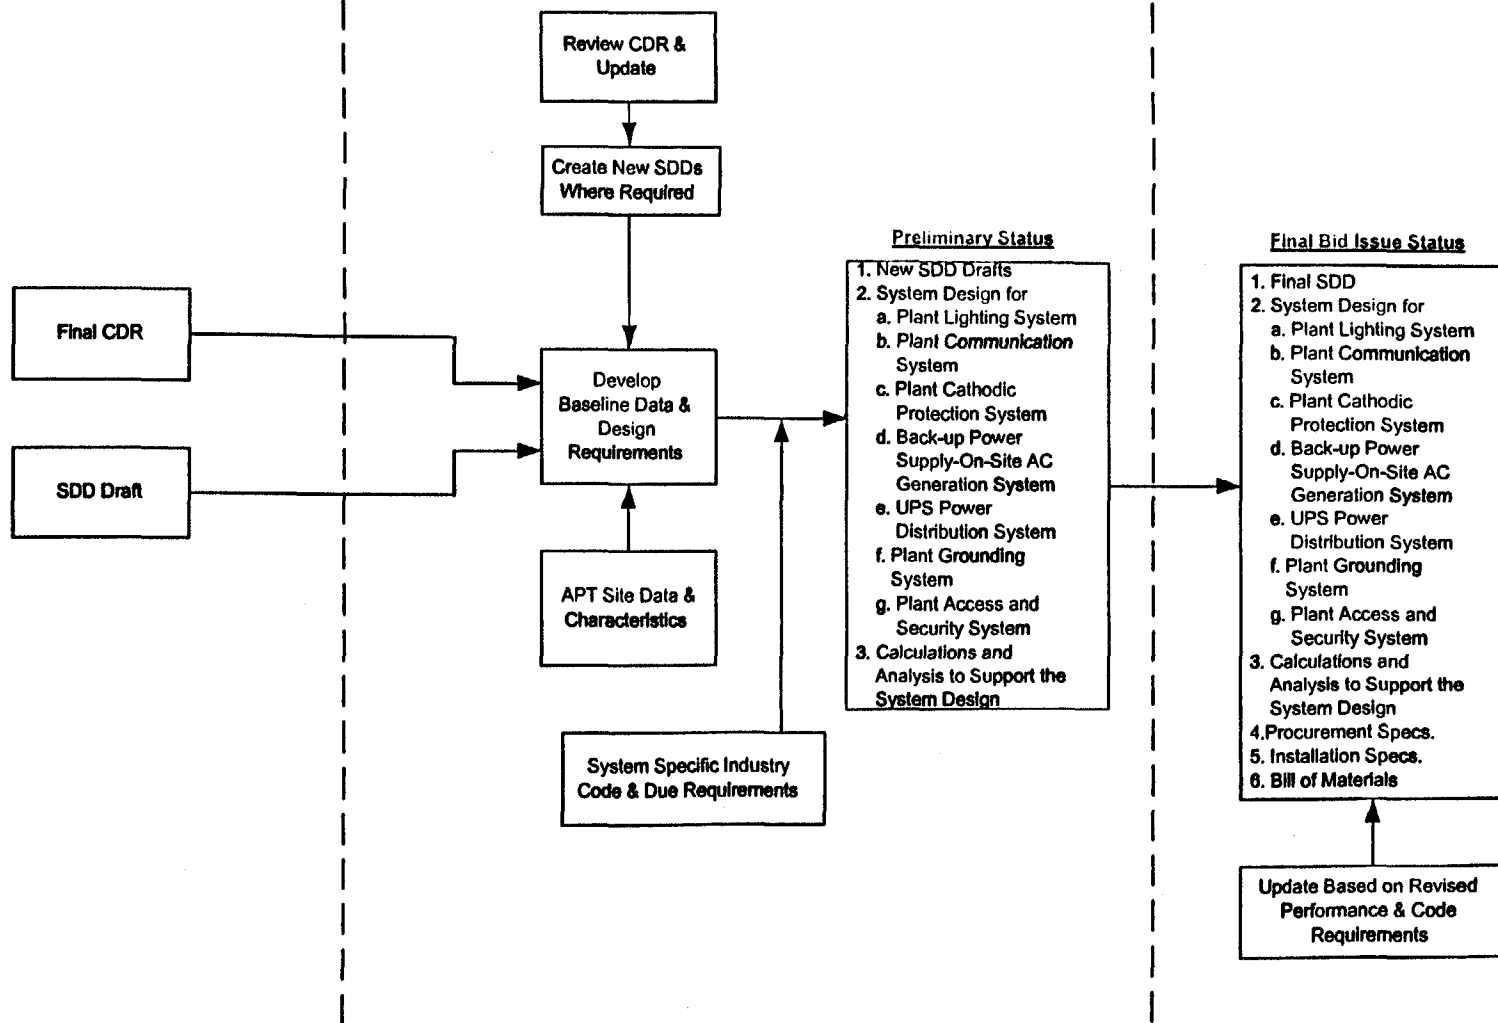 Review CDR &
Update
Create New SDDs
Where Required
Final CDR
SDD Draft
Develop
Baseline Data &
Design
Requirements
APT Site Data &
Characteristics
System Specific Industry
Code & Due Requirements
Preliminary Status
1. New SDD Drafts
2. System Design for
a. Plant Lighting System
b. Plant Communication
System
c. Plant Cathodic
Protection System
d. Back-up Power
Supply-On-Site AC
Generation System
e. UPS Power
Distribution System
f. Plant Grounding
System
g. Plant Access and
Security System
3. Calculations and
Analysis to Support the
System Design
Final Bid Issue Status
1. Final SDD
2. System Design for
a. Plant Lighting System
b. Plant Communication
System
c. Plant Cathodic
Protection System
d. Back-up Power
Supply-On-Site AC
Generation System
e. UPS Power
Distribution System
f. Plant Grounding
System
g. Plant Access and
Security System
3. Calculations and
Analysis to Support the
System Design
4.Procurement Specs.
5. Installation Specs.
6. Bill of Materials
Update Based on Revised
Performance & Code
Requirements